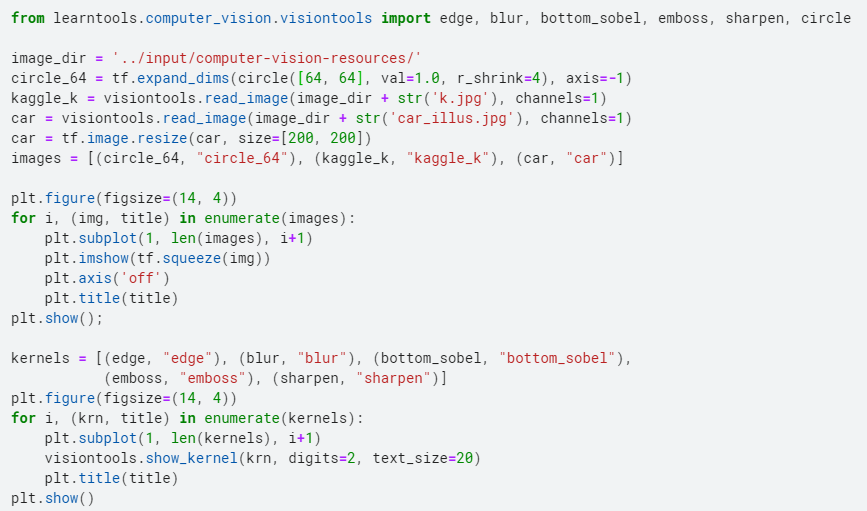 from learntools.computer_vision.visiontools import edge, blur, bottom_sobel, emboss, sharpen, circle

image_dir = '../input/computer-vision-resources/'
circle_64 = tf.expand_dims(circle([64, 64], val=1.0, r_shrink=4), axis=-1)
kaggle_k = visiontools.read_image(image_dir + str('k.jpg'), channels=1)
car = visiontools.read_image(image_dir + str('car_illus.jpg'), channels=1)
car = tf.image.resize(car, size=[200, 200])
images = [(circle_64, "circle_64"), (kaggle_k, "kaggle_k"), (car, "car")]

plt.figure(figsize=(14, 4))
for i, (img, title) in enumerate(images):
    plt.subplot(1, len(images), i+1)
    plt.imshow(tf.squeeze(img))
    plt.axis('off')
    plt.title(title)
plt.show();

kernels = [(edge, "edge"), (blur, "blur"), (bottom_sobel, "bottom_sobel"),
           (emboss, "emboss"), (sharpen, "sharpen")]
plt.figure(figsize=(14, 4))
for i, (krn, title) in enumerate(kernels):
    plt.subplot(1, len(kernels), i+1)
    visiontools.show_kernel(krn, digits=2, text_size=20)
    plt.title(title)
plt.show()